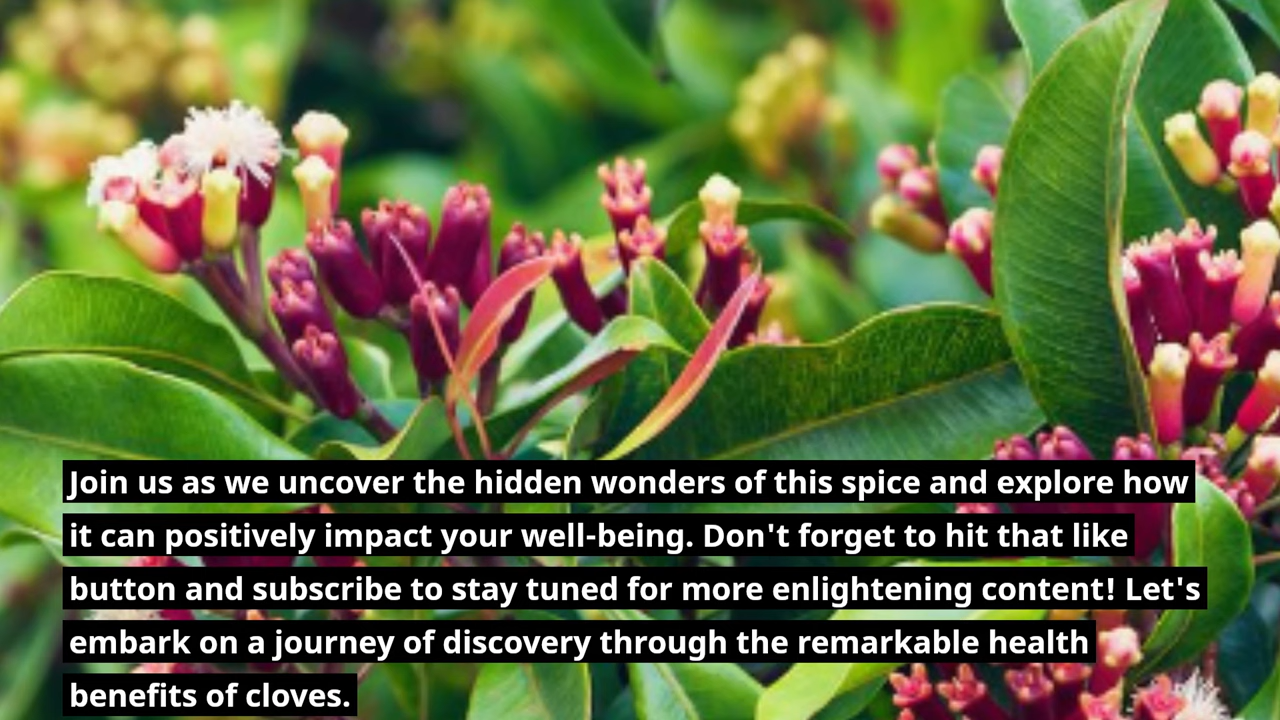 Join us as we uncover the hidden wonders of this spice and explore how
it can positively impact your well-being. Don't forget to hit that like
button and subscribe to stay tuned for more enlightening content! Let's
embark on a journey of discovery through the remarkable health
benefits of cloves.